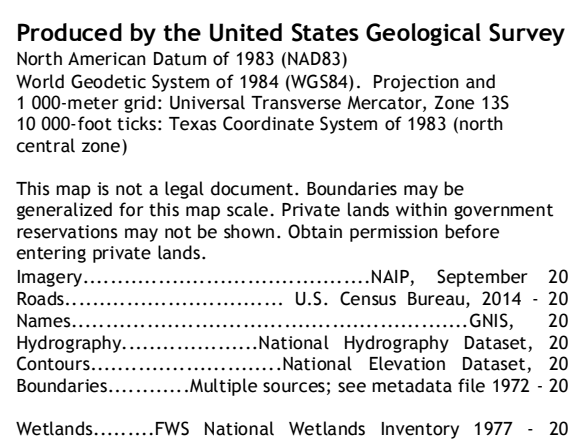 Produced by the United States Geological Survey
North American Datum of 1983 (NAD83)
World Geodetic System of 1984 (WGS84).  Projection and
1 000-meter grid: Universal Transverse Mercator, Zone 13S
10 000-foot ticks: Texas Coordinate System of 1983 (north
central zone)
This map is not a legal document. Boundaries may be
generalized for this map scale. Private lands within government
reservations may not be shown. Obtain permission before
entering private lands.
Imagery..........................................NAIP, September 20
Roads................................ U.S. Census Bureau, 2014 - 20
Names..........................................................GNIS, 20
Hydrography....................National Hydrography Dataset, 20
Contours............................National Elevation Dataset, 20
Boundaries............Multiple sources; see metadata file 1972 - 20
Wetlands.........FWS National Wetlands Inventory 1977 - 20